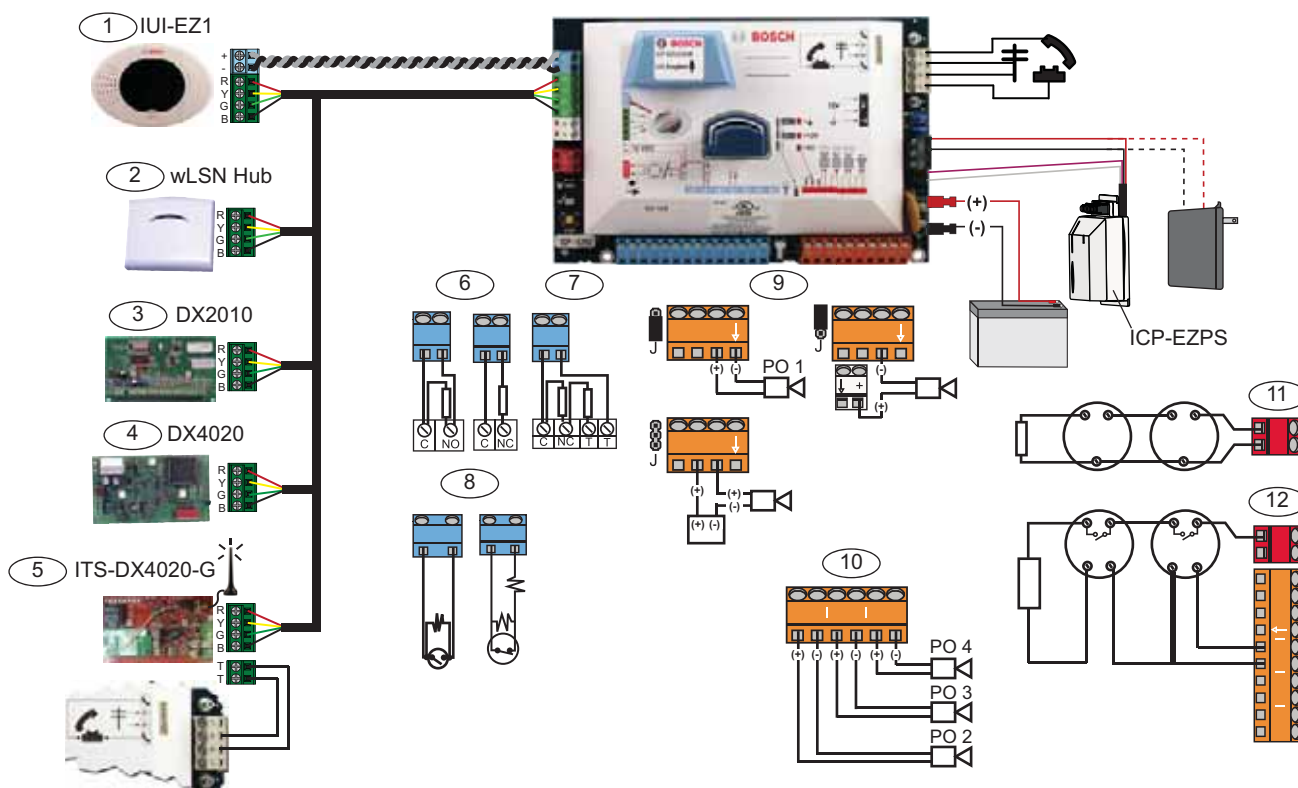 1 IUI-EZ1
+
-
R
Y
G
B
BOSCH
BOSCH
2 wLSN Hub
R
Y
G
B
3 DX2010
R
Y
G
B
4 DX4020
R
Y
G
B
5 ITS-DX4020-G
R
Y
G
B
T
T
(+)
(-)
ICP-EZPS
6
C NO
C NC
7
C NC T T
8
9
J
(+) (-)
PO 1
J
(-)
+
(+)
J
(+)
(+)
(-)
(+) (-)
10
(+) (-) (+) (-) (+) (-)
PO 4
PO 3
PO 2
11
12